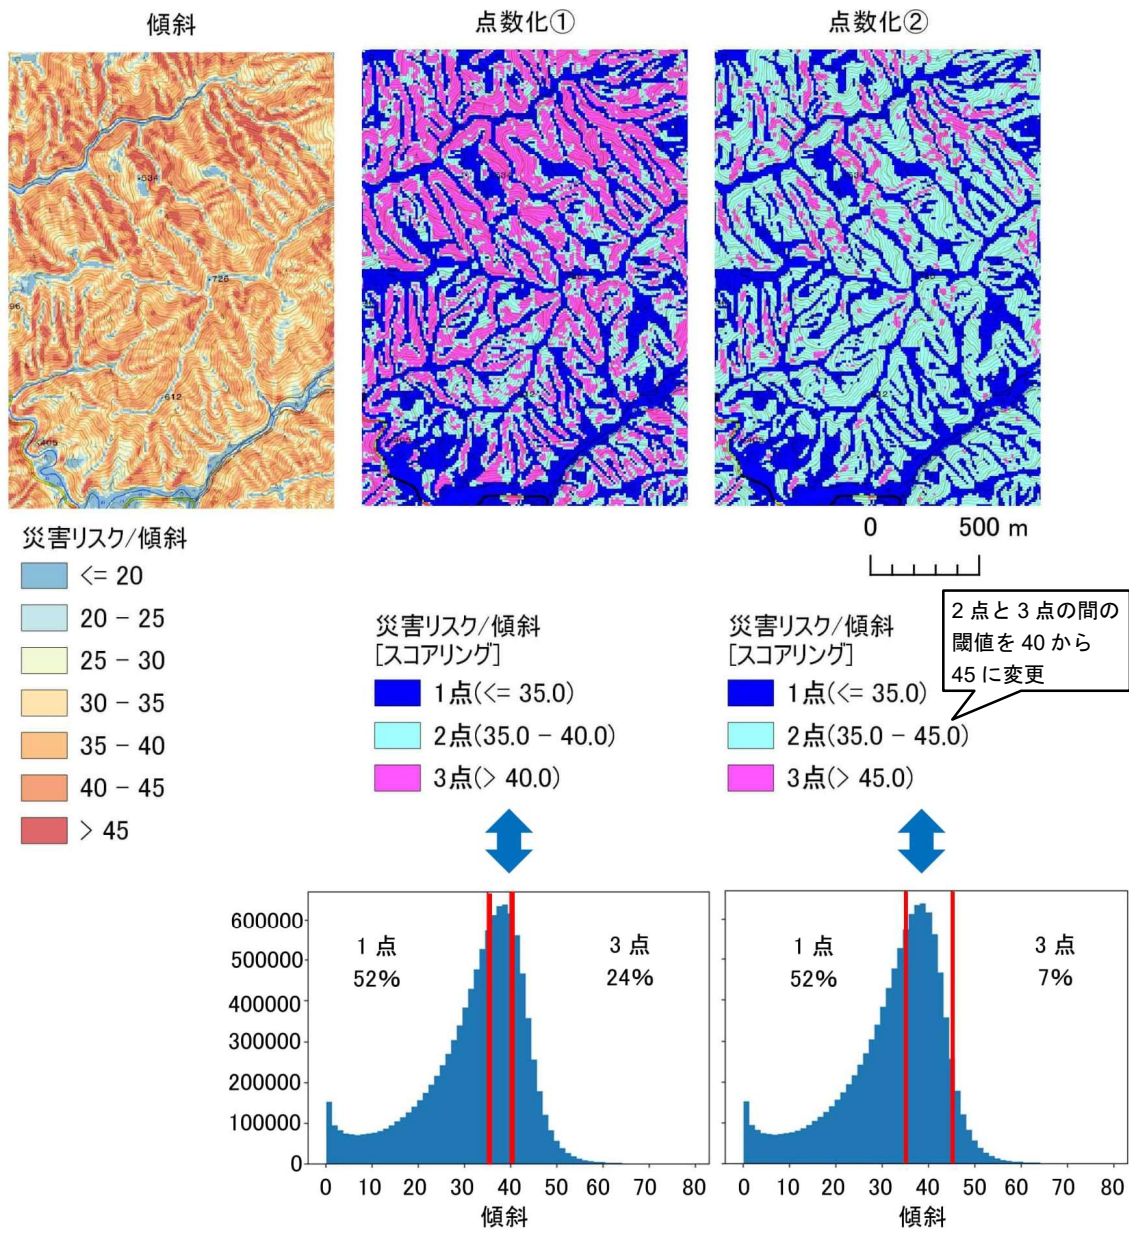 傾斜
点数化①
点数化②
534
726
96
612
405
0 500 m
災害リスク/傾斜
<= 20
20 − 25
25 − 30
30 − 35
35 − 40
40 − 45
> 45
災害リスク/傾斜
[スコアリング]
1点(<= 35.0)
2点(35.0 − 40.0)
3点(> 40.0)
災害リスク/傾斜
[スコアリング]
1点(<= 35.0)
2点(35.0 − 45.0)
3点(> 45.0)
2 点と 3 点の間の
閾値を 40 から
45 に変更
600000
500000
400000
300000
200000
100000
0
1 点
52%
3 点
24%
0 10 20 30 40 50 60 70 80
傾斜
1 点
52%
3 点
7%
0 10 20 30 40 50 60 70 80
傾斜